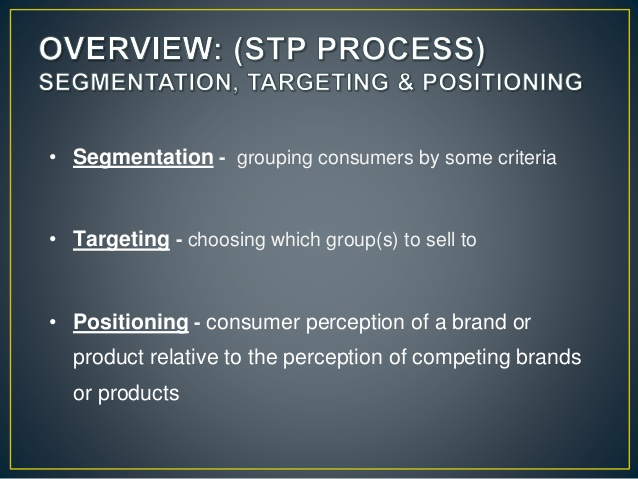 OVERVIEW: (STP PROCESS)
SEGMENTATION, TARGETING & POSITIONING
• Segmentation - grouping consumers by some criteria
• Targeting - choosing which group(s) to sell to
• Positioning - consumer perception of a brand or
product relative to the perception of competing brands
or products